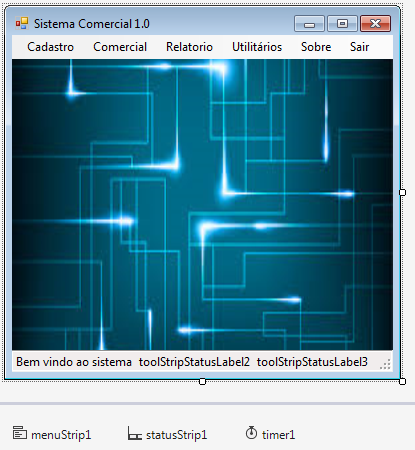 Sistema Comercial 1.0
Cadastro Comercial Relatorio Utilitários Sobre Sair
Bem vindo ao sistema toolStripStatusLabel2 toolStripStatusLabel3
menuStrip1 statusStrip1 timer1